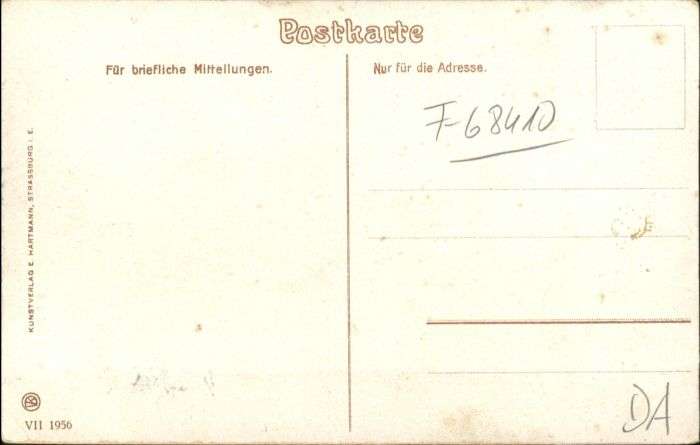 Postkarte
Für briefliche Mitteilungen.
Nur für die Adresse.
F-68410
KUNSTVERLAG E. HARTMANN, STRASSBURG I. E.
DA
VII 1956